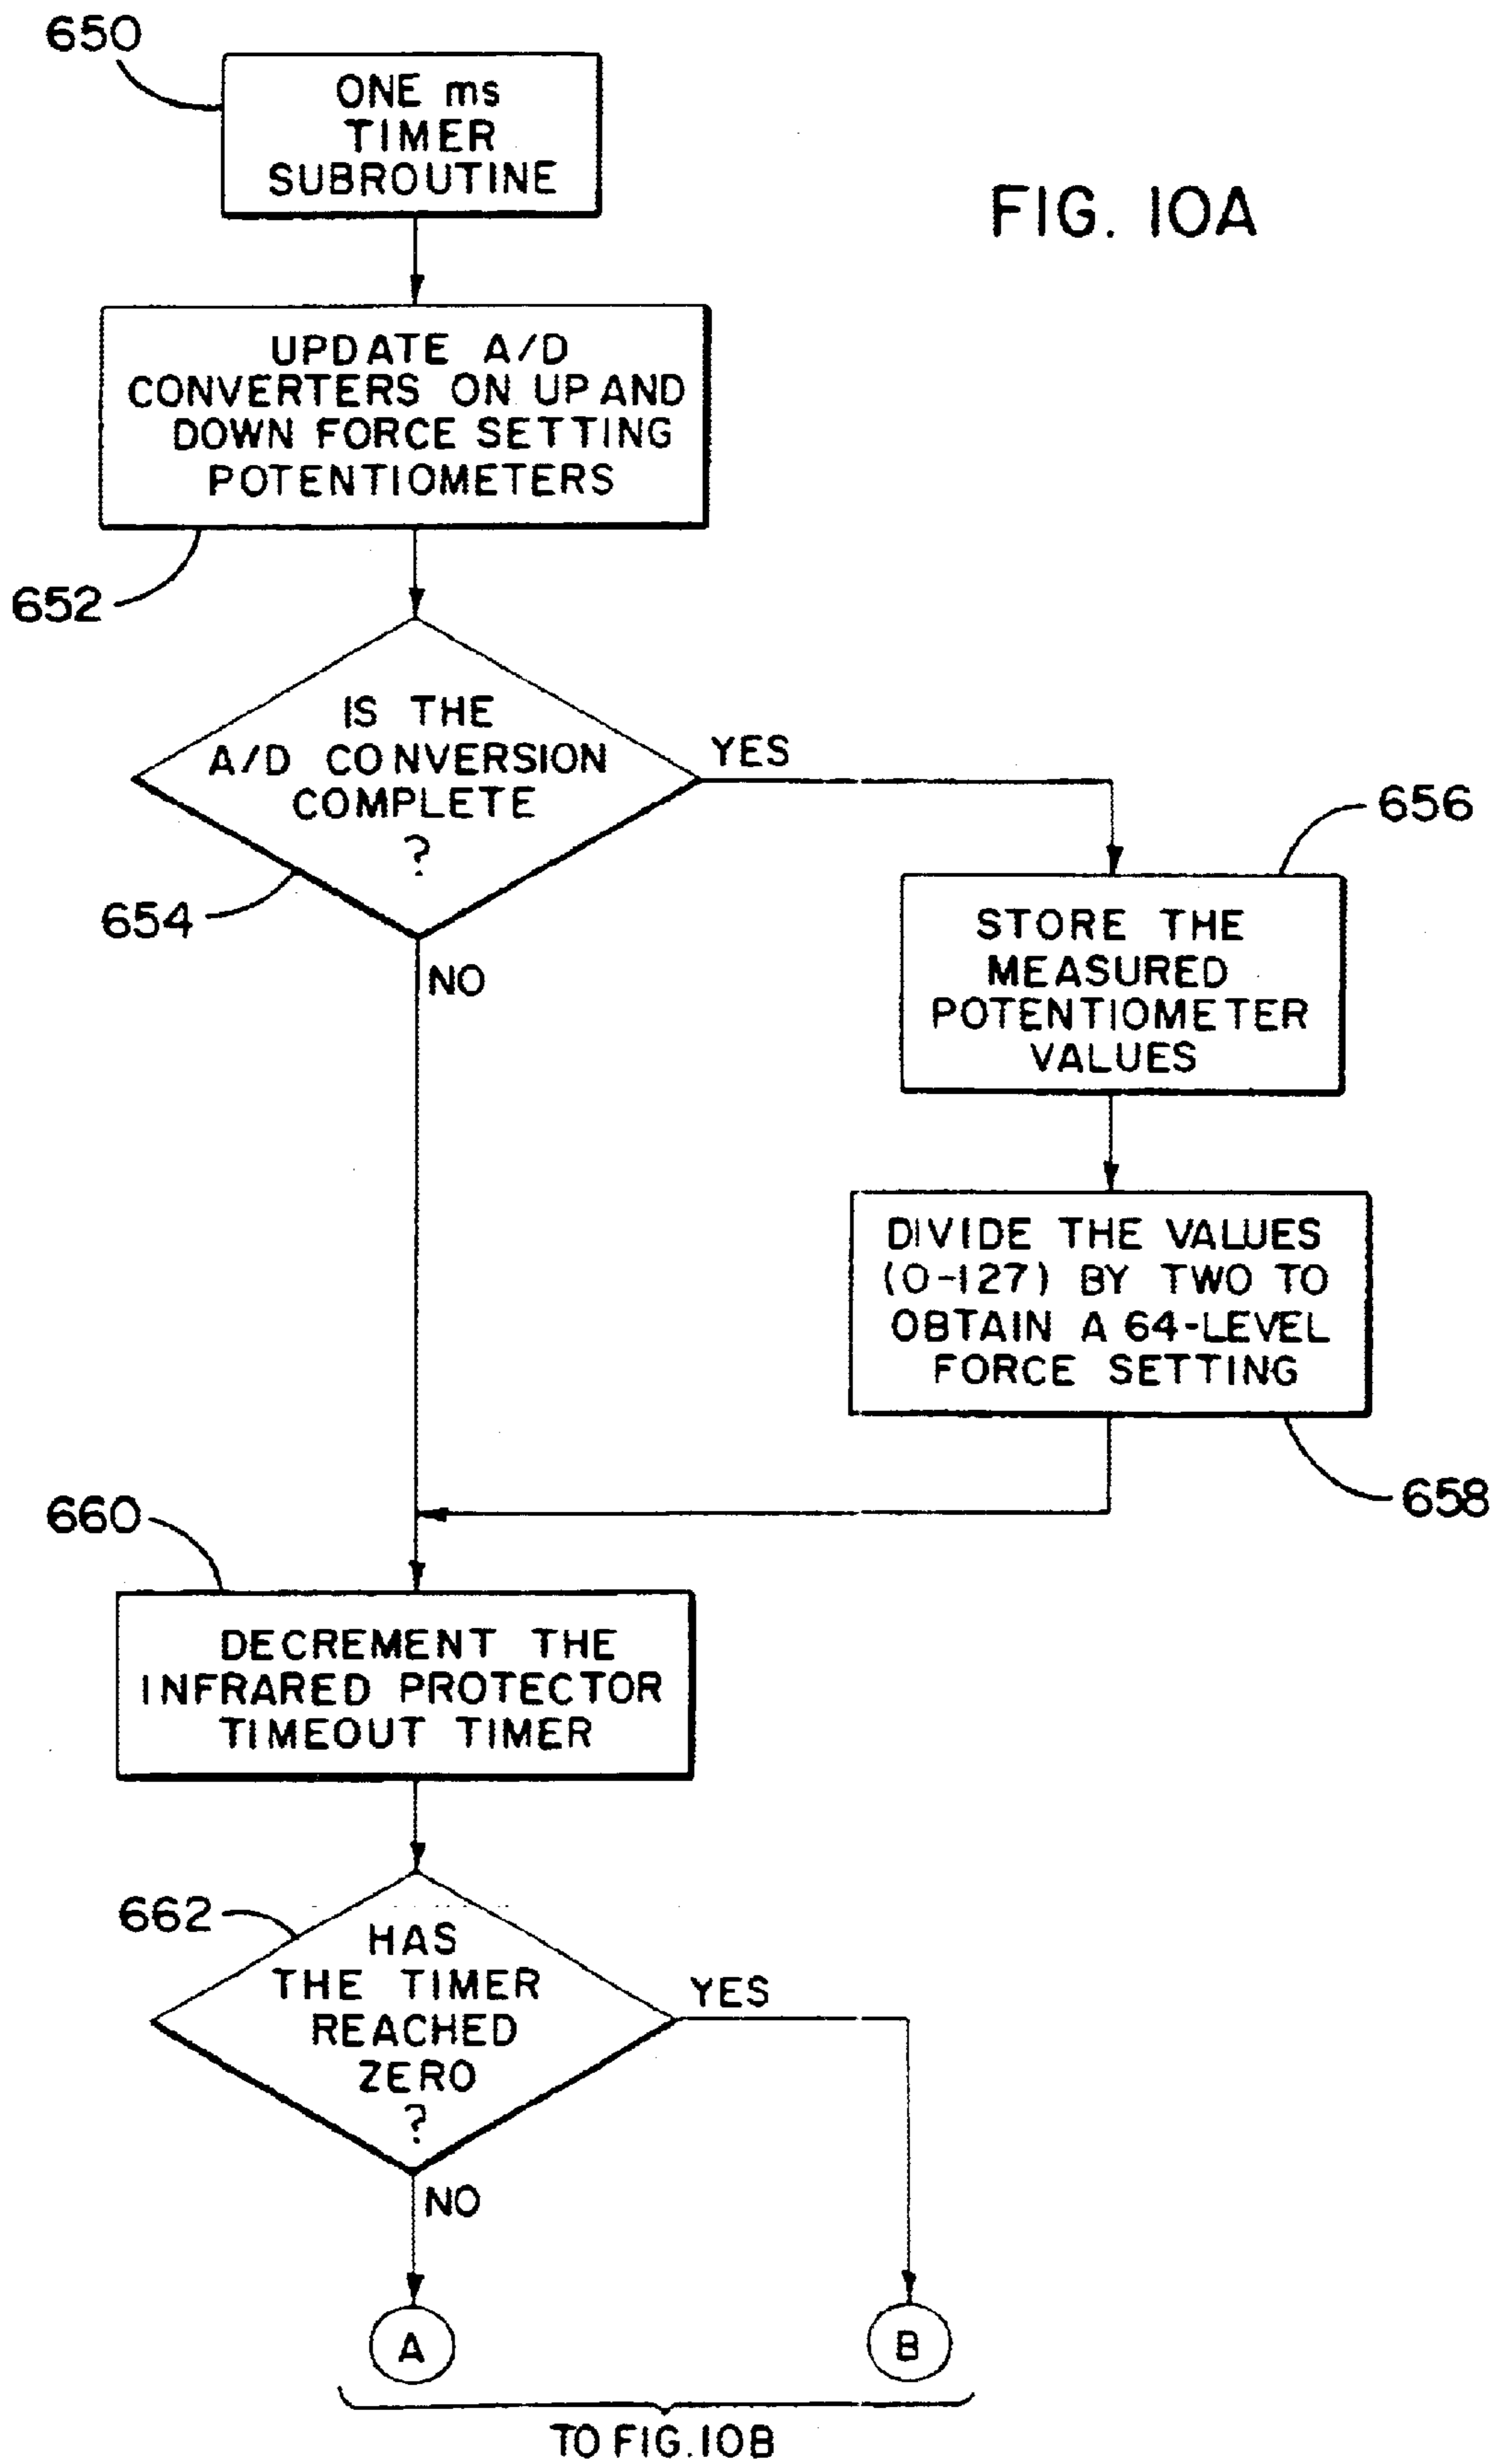 650
ONE ms
TIMER
SUBROUTINE
FIG. 10A
UPDATE A/D
CONVERTERS ON UP AND
DOWN FORCE SETTING
POTENTIOMETERS
652
IS THE
A/D CONVERSION
COMPLETE
?
YES
654
NO
656
STORE THE
MEASURED
POTENTIOMETER
VALUES
DIVIDE THE VALUES
(0-127) BY TWO TO
OBTAIN A 64-LEVEL
FORCE SETTING
658
660
DECREMENT THE
INFRARED PROTECTOR
TIMEOUT TIMER
662
HAS
THE TIMER
REACHED
ZERO
?
YES
NO
A
B
TO FIG. 10B